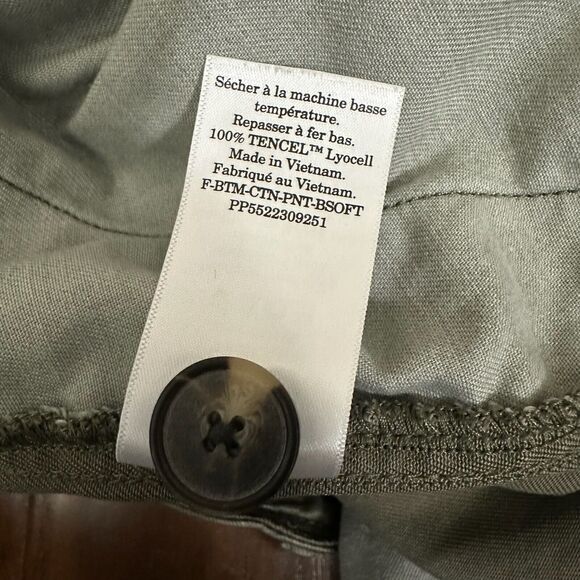 Sécher à la machine basse
température.
Repasser à fer bas.
100% TENCEL™ Lyocell
Made in Vietnam.
Fabriqué au Vietnam.
F-BTM-CTN-PNT-BSOFT
PP5522309251